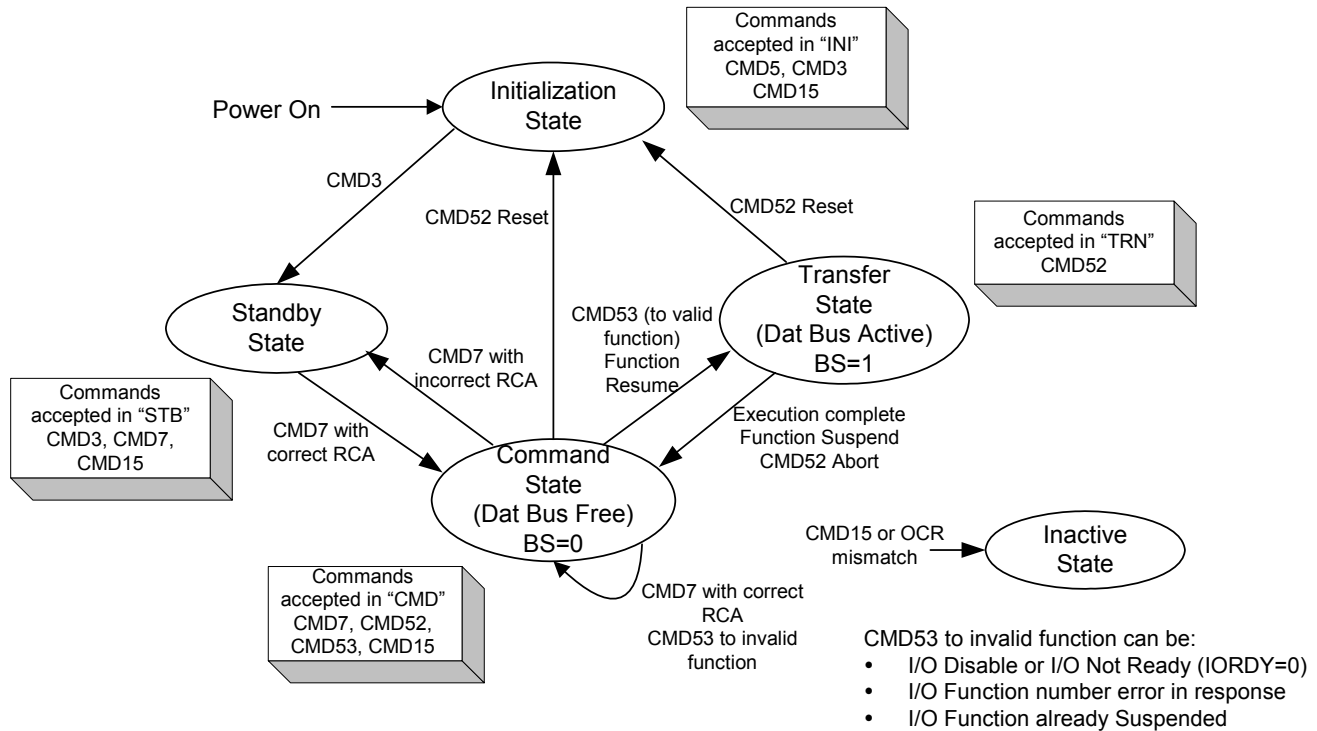 Commands
accepted in “INI”
CMD5, CMD3
CMD15
Power On
Initialization
State
CMD3
CMD52 Reset
CMD52 Reset
Commands
accepted in “TRN”
CMD52
Standby
State
Transfer
State
(Dat Bus Active)
BS=1
CMD53 (to valid
function)
Function
Resume
CMD7 with
incorrect RCA
Commands
accepted in “STB”
CMD3, CMD7,
CMD15
CMD7 with
correct RCA
Execution complete
Function Suspend
CMD52 Abort
Command
State
(Dat Bus Free)
BS=0
CMD15 or OCR
mismatch
Inactive
State
Commands
accepted in “CMD”
CMD7, CMD52,
CMD53, CMD15
CMD7 with correct
RCA
CMD53 to invalid
function
CMD53 to invalid function can be:
• I/O Disable or I/O Not Ready (IORDY=0)
• I/O Function number error in response
• I/O Function already Suspended